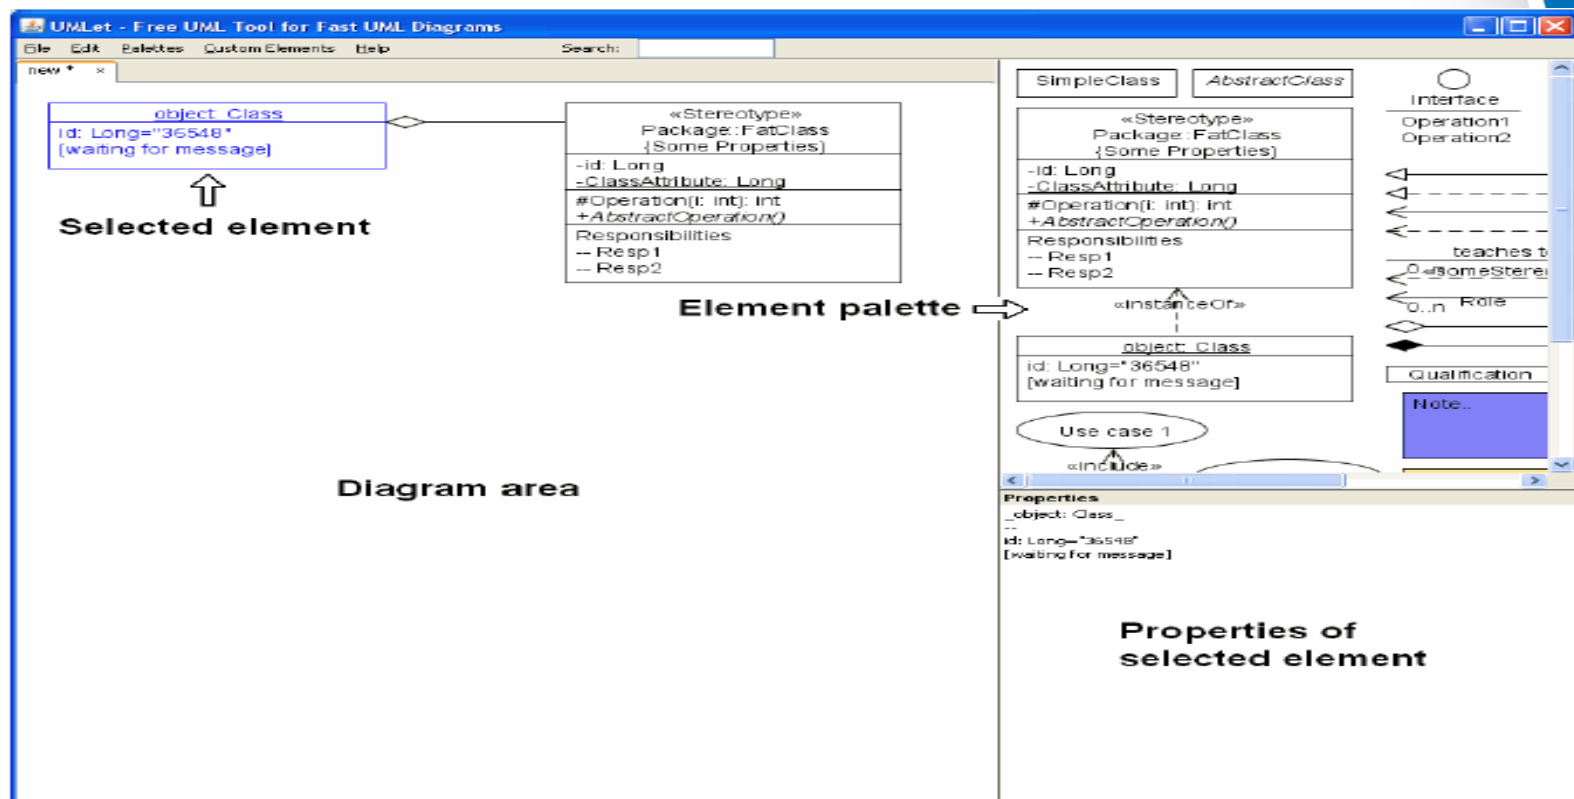 UMLet - Free UML Tool for Fast UML Diagrams
File Edit Palettes Custom Elements Help Search:
new *
object: Class
id: Long="36548"
[waiting for message]
Selected element
«Stereotype»
Package::FatClass
{Some Properties}
-id: Long
-ClassAttribute: Long
#Operation(i: int): int
+AbstractOperation()
Responsibilities
-- Resp1
-- Resp2
Diagram area
Element palette
SimpleClass
AbstractClass
Interface
Operation1
Operation2
«Stereotype»
Package::FatClass
{Some Properties}
-id: Long
-ClassAttribute: Long
#Operation(i: int): int
+AbstractOperation()
Responsibilities
-- Resp1
-- Resp2
«instanceOf»
object: Class
id: Long="36548"
[waiting for message]
Use case 1
«include»
teaches t
0..n Role
Qualification
Note..
Properties
_object: Class_
--
id: Long="36548"
[waiting for message]
Properties of
selected element